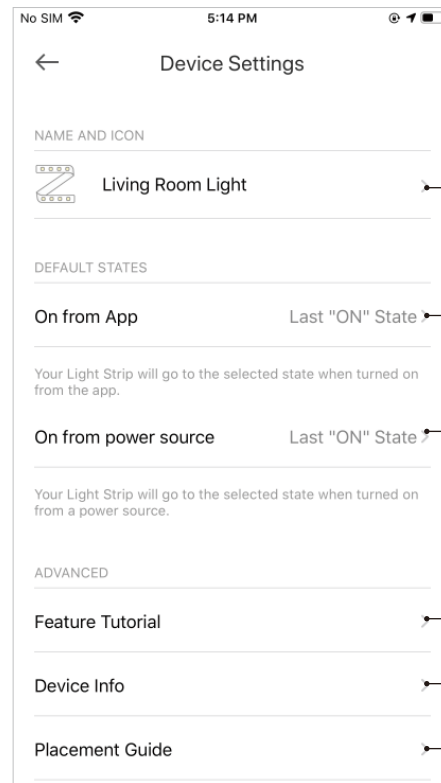 No SIM 5:14 PM
Device Settings
NAME AND ICON
Living Room Light
DEFAULT STATES
On from App Last "ON" State
Your Light Strip will go to the selected state when turned on
from the app.
On from power source Last "ON" State
Your Light Strip will go to the selected state when turned on
from a power source.
ADVANCED
Feature Tutorial
Device Info
Placement Guide